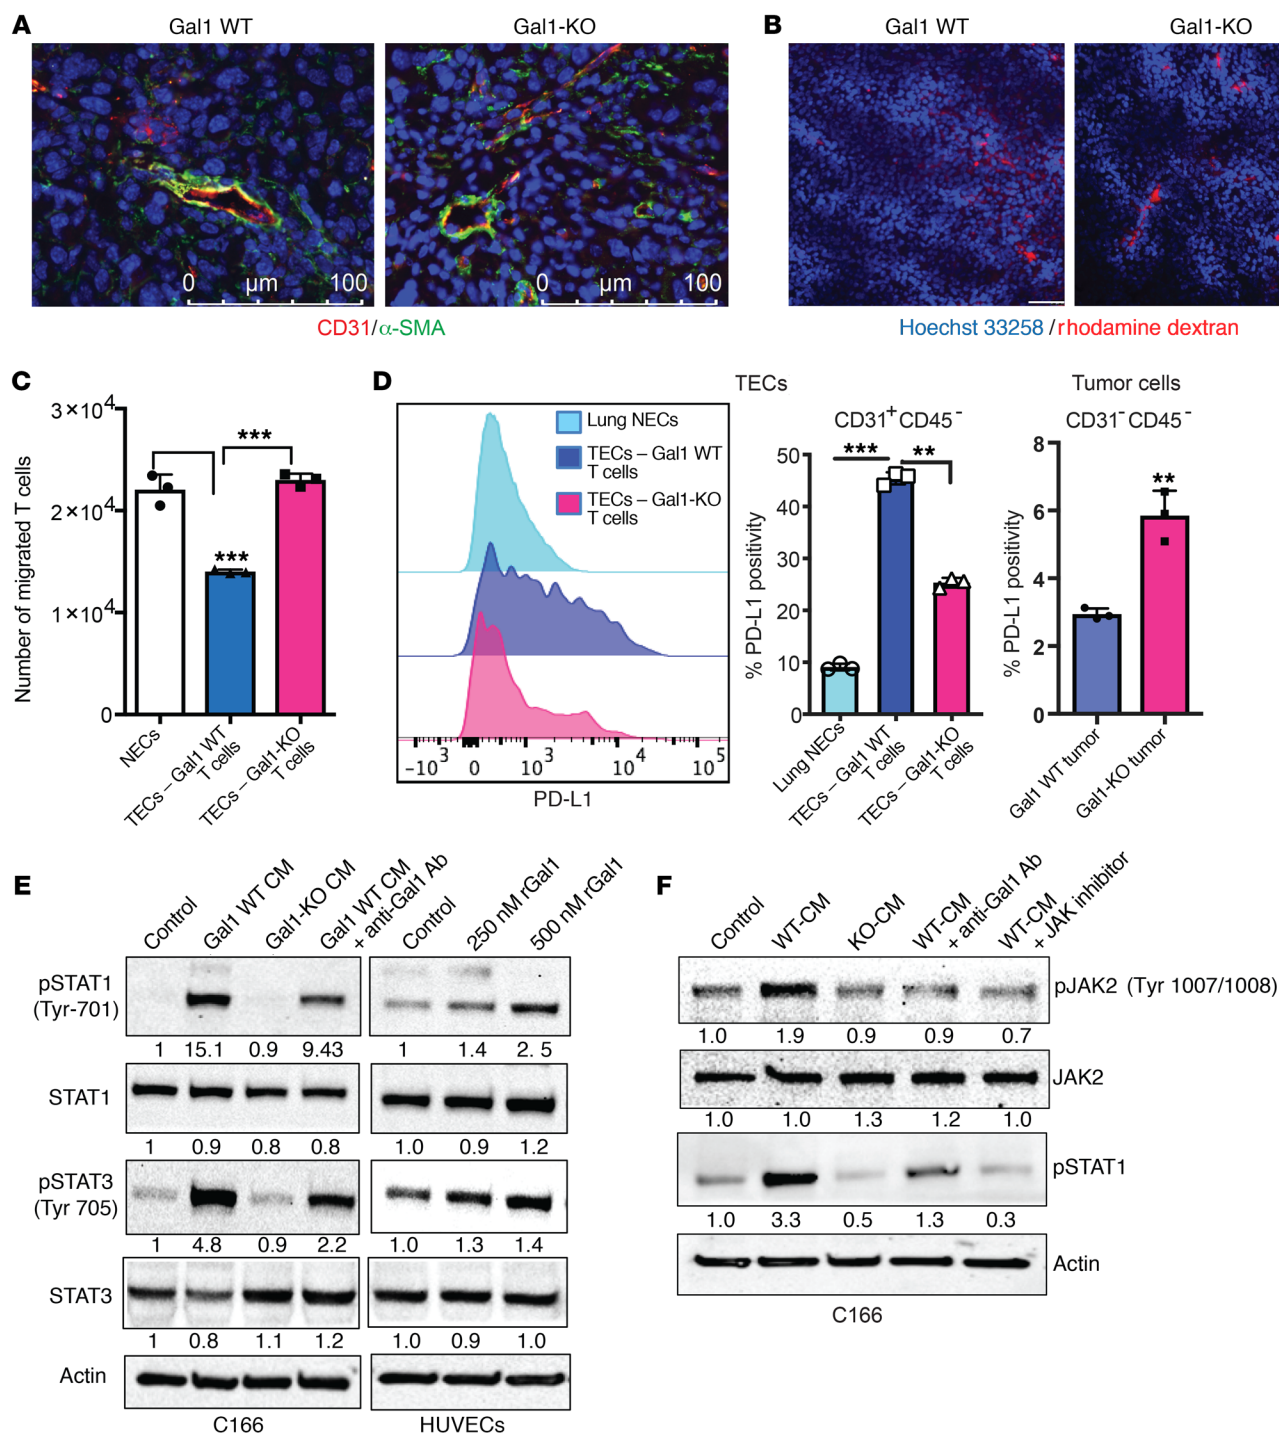 A
Gal1 WT
Gal1-KO
0 µm 100
0 µm 100
CD31/α-SMA
B
Gal1 WT
Gal1-KO
Hoechst 33258 / rhodamine dextran
C
Number of migrated T cells
3×10⁴
2×10⁴
1×10⁴
0
***
***
NECs
TECs – Gal1 WT
T cells
TECs – Gal1-KO
T cells
D
Lung NECs
TECs – Gal1 WT
T cells
TECs – Gal1-KO
T cells
-10³ 0 10³ 10⁴ 10⁵
PD-L1
TECs
CD31⁺CD45⁻
% PD-L1 positivity
50
40
30
20
10
0
*** **
Lung NECs
TECs – Gal1 WT
T cells
TECs – Gal1-KO
T cells
Tumor cells
CD31⁻CD45⁻
% PD-L1 positivity
8
6
4
2
0
**
Gal1 WT tumor
Gal1-KO tumor
E
Control
Gal1 WT CM
Gal1-KO CM
Gal1 WT CM
+ anti-Gal1 Ab
Control
250 nM rGal1
500 nM rGal1
pSTAT1
(Tyr-701)
1 15.1 0.9 9.43 1 1.4 2. 5
STAT1
1 0.9 0.8 0.8 1.0 0.9 1.2
pSTAT3
(Tyr 705)
1 4.8 0.9 2.2 1.0 1.3 1.4
STAT3
1 0.8 1.1 1.2 1.0 0.9 1.0
Actin
C166 HUVECs
F
Control
WT-CM
KO-CM
WT-CM
+ anti-Gal1 Ab
WT-CM
+ JAK inhibitor
pJAK2 (Tyr 1007/1008)
1.0 1.9 0.9 0.9 0.7
JAK2
1.0 1.0 1.3 1.2 1.0
pSTAT1
1.0 3.3 0.5 1.3 0.3
Actin
C166